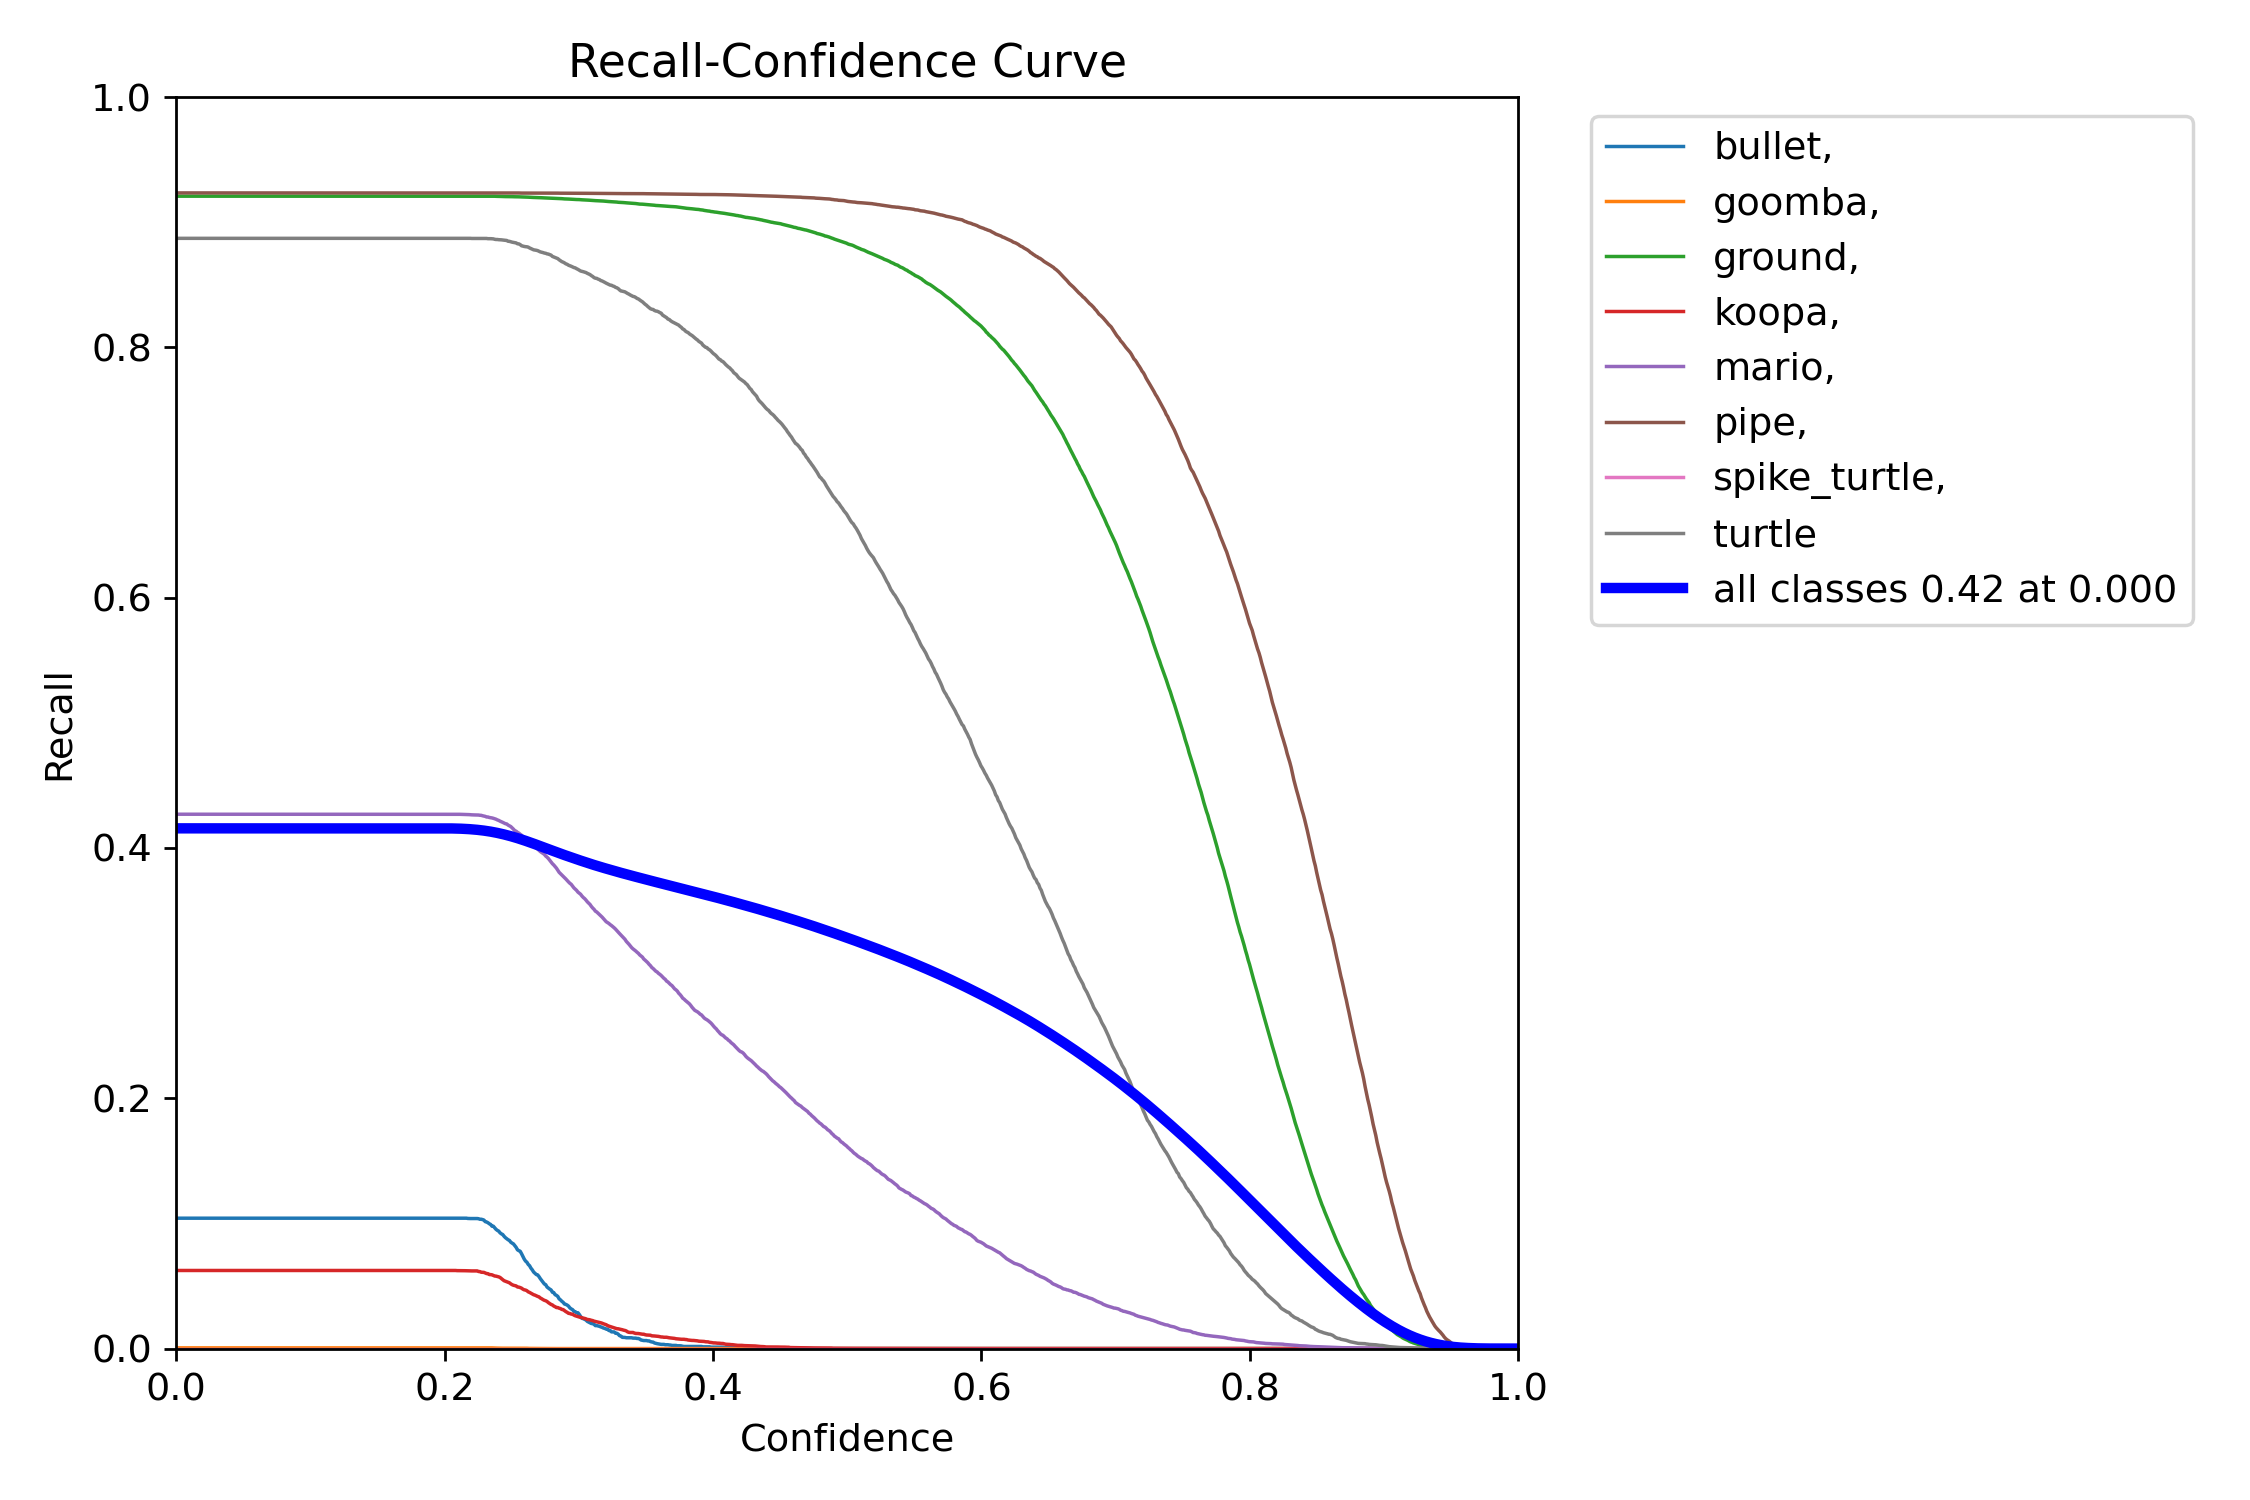 Recall-Confidence Curve
1.0
0.8
0.6
0.4
0.2
0.0
Recall
0.0 0.2 0.4 0.6 0.8 1.0
Confidence
bullet,
goomba,
ground,
koopa,
mario,
pipe,
spike_turtle,
turtle
all classes 0.42 at 0.000